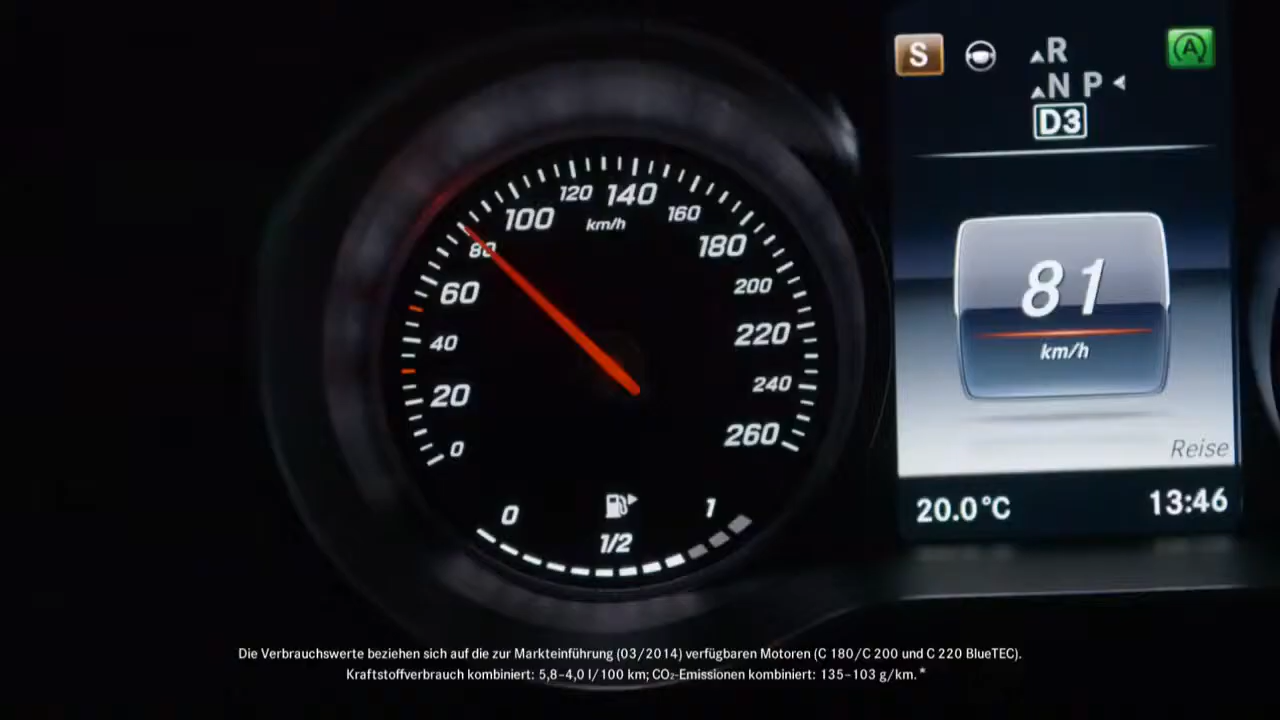 S
R
A
N P
D3
120 140
100 160
km/h
80 180
60 200
40 220
20 240
0 260
81
km/h
Reise
0 1
1/2
20.0°C 13:46
Die Verbrauchswerte beziehen sich auf die zur Markteinführung (03/2014) verfügbaren Motoren (C 180/C 200 und C 220 BlueTEC).
Kraftstoffverbrauch kombiniert: 5,8–4,0 l/100 km; CO₂-Emissionen kombiniert: 135–103 g/km.*